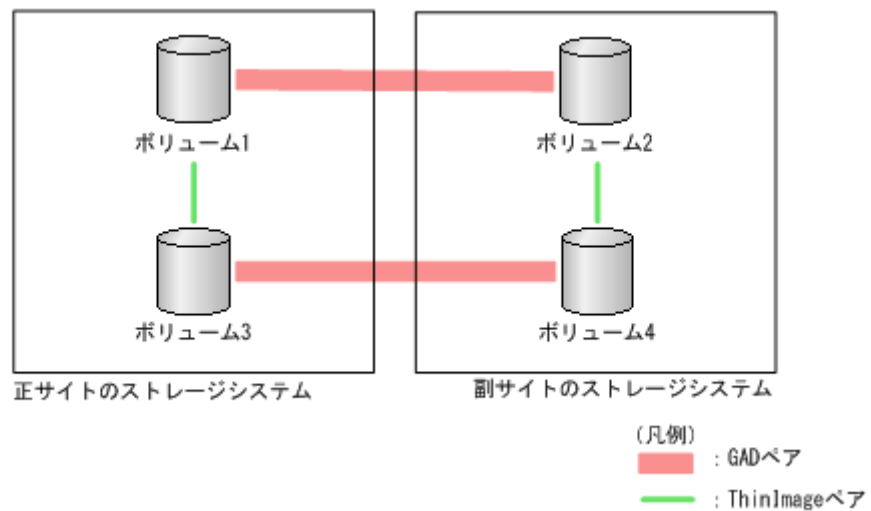 ボリューム1
ボリューム2
ボリューム3
ボリューム4
正サイトのストレージシステム
副サイトのストレージシステム
(凡例)
: GADペア
: ThinImageペア